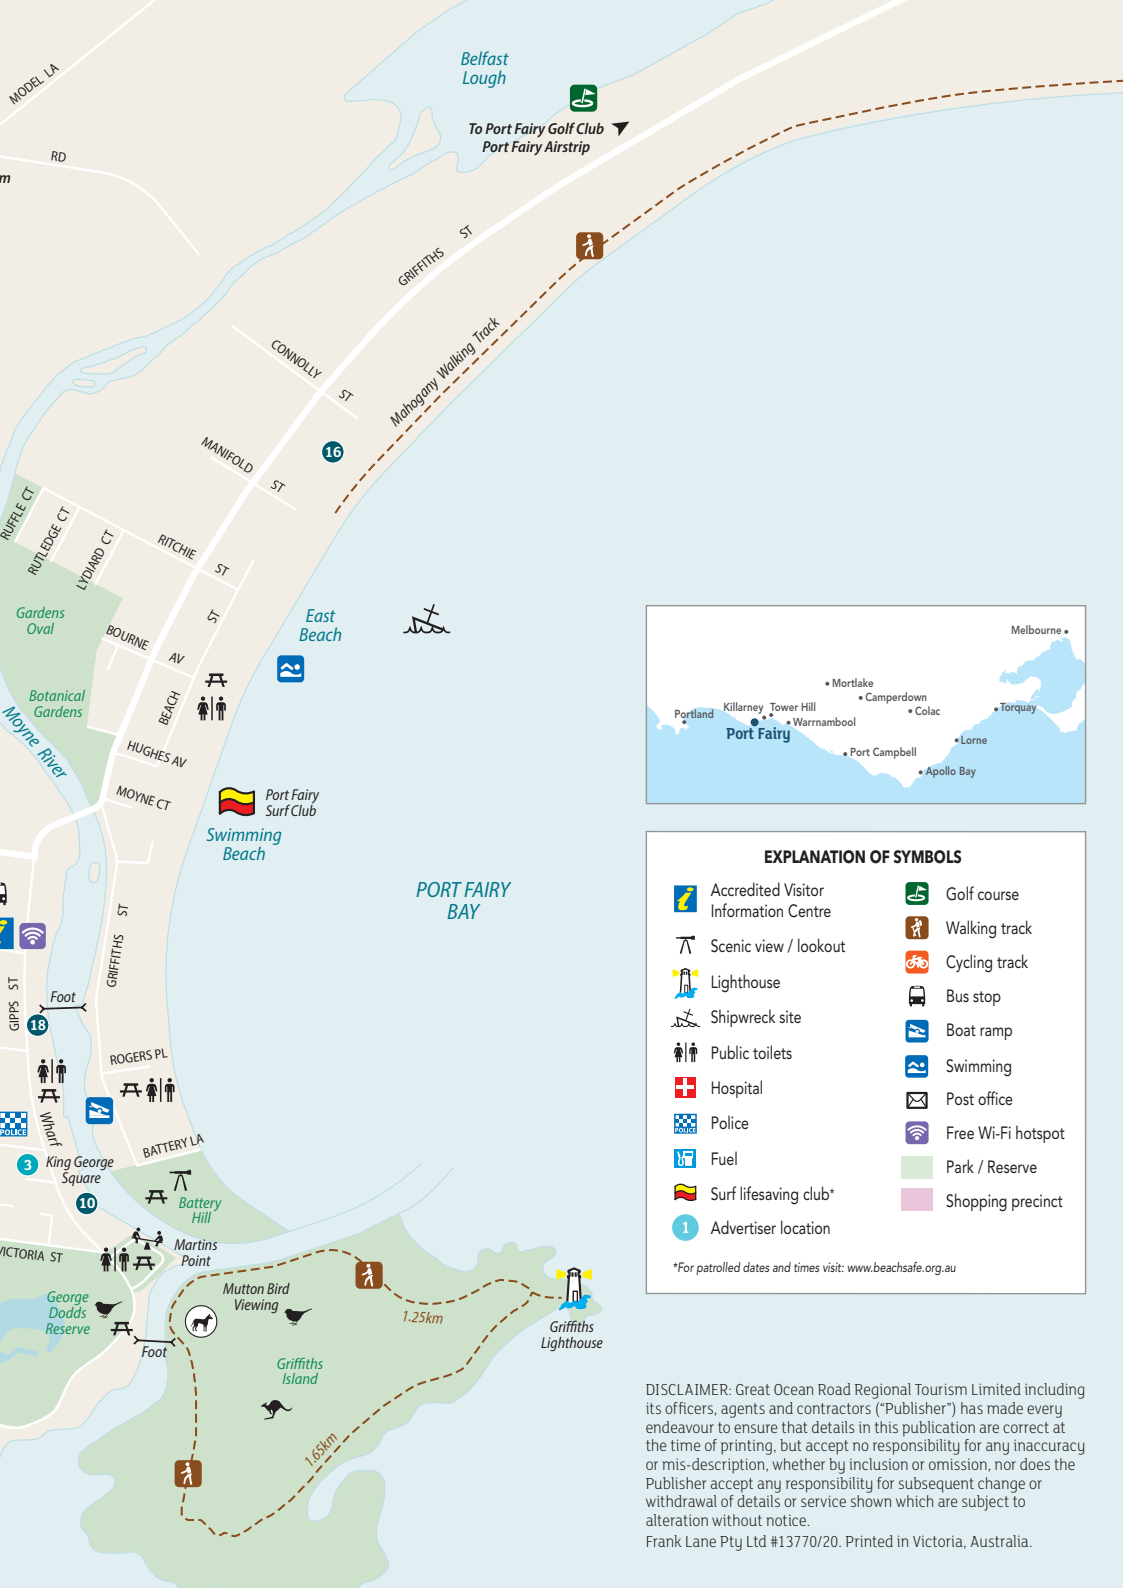 MODEL LA
RD
m
Belfast
Lough
To Port Fairy Golf Club
Port Fairy Airstrip
GRIFFITHS ST
Mahogany Walking Track
CONNOLLY ST
16
MANIFOLD ST
RUFFLE CT
RUTLEDGE CT
LYDIARD CT
RITCHIE ST
Gardens
Oval
BOURNE AV
BEACH ST
East
Beach
Botanical
Gardens
Moyne River
HUGHES AV
MOYNE CT
Port Fairy
Surf Club
Swimming
Beach
PORT FAIRY
BAY
GRIFFITHS ST
GIPPS ST
Foot
18
ROGERS PL
Wharf
POLICE
BATTERY LA
3
King George
Square
10
Battery
Hill
VICTORIA ST
Martins
Point
George
Dodds
Reserve
Foot
Mutton Bird
Viewing
1.25km
Griffiths
Lighthouse
Griffiths
Island
1.65km
Melbourne
Mortlake
Camperdown
Colac
Torquay
Portland
Killarney
Tower Hill
Warrnambool
Port Fairy
Lorne
Port Campbell
Apollo Bay
EXPLANATION OF SYMBOLS
Accredited Visitor
Information Centre
Scenic view / lookout
Lighthouse
Shipwreck site
Public toilets
Hospital
POLICE
Police
Fuel
Surf lifesaving club*
1
Advertiser location
Golf course
Walking track
Cycling track
Bus stop
Boat ramp
Swimming
Post office
Free Wi-Fi hotspot
Park / Reserve
Shopping precinct
*For patrolled dates and times visit: www.beachsafe.org.au
DISCLAIMER: Great Ocean Road Regional Tourism Limited including
its officers, agents and contractors (“Publisher”) has made every
endeavour to ensure that details in this publication are correct at
the time of printing, but accept no responsibility for any inaccuracy
or mis-description, whether by inclusion or omission, nor does the
Publisher accept any responsibility for subsequent change or
withdrawal of details or service shown which are subject to
alteration without notice.
Frank Lane Pty Ltd #13770/20. Printed in Victoria, Australia.